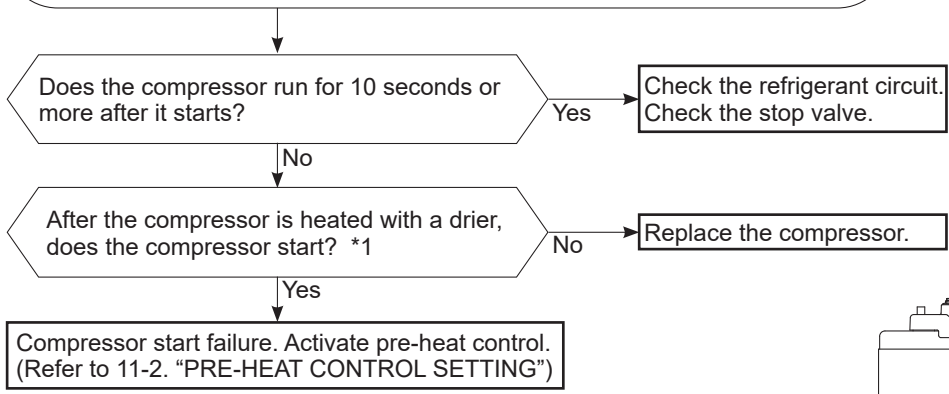 Does the compressor run for 10 seconds or
more after it starts?
Yes
Check the refrigerant circuit.
Check the stop valve.
No
After the compressor is heated with a drier,
does the compressor start? *1
No
Replace the compressor.
Yes
Compressor start failure. Activate pre-heat control.
(Refer to 11-2. “PRE-HEAT CONTROL SETTING”)